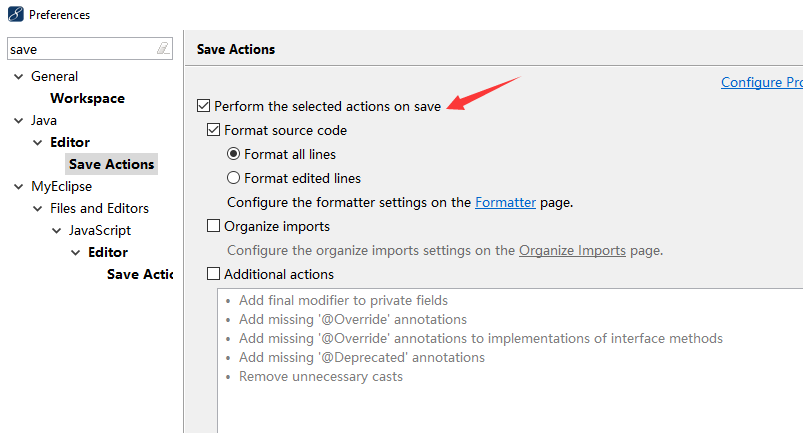 Preferences
save
General
Workspace
Java
Editor
Save Actions
MyEclipse
Files and Editors
JavaScript
Editor
Save Actio
Save Actions
Configure Pro
Perform the selected actions on save
Format source code
Format all lines
Format edited lines
Configure the formatter settings on the Formatter page.
Organize imports
Configure the organize imports settings on the Organize Imports page.
Additional actions
• Add final modifier to private fields
• Add missing '@Override' annotations
• Add missing '@Override' annotations to implementations of interface methods
• Add missing '@Deprecated' annotations
• Remove unnecessary casts